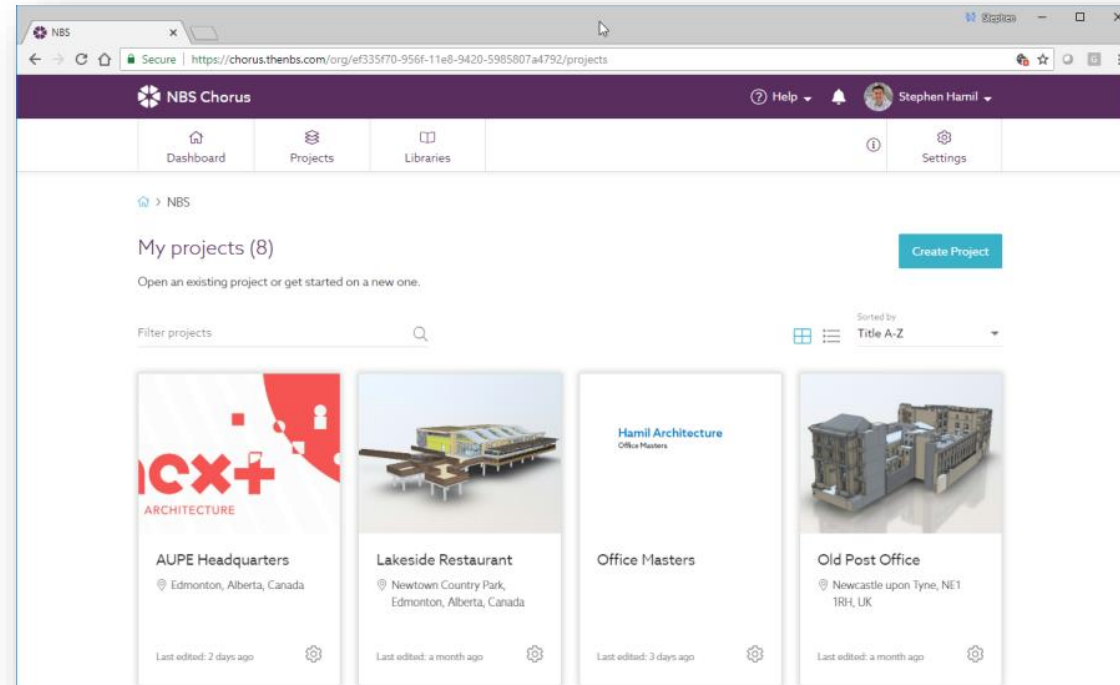 NBS
Stephen
Secure | https://chorus.thenbs.com/org/ef335f70-956f-11e8-9420-5985807a4792/projects
NBS Chorus
Help
Stephen Hamil
Dashboard
Projects
Libraries
Settings
> NBS
My projects (8)
Create Project
Open an existing project or get started on a new one.
Sorted by
Filter projects
Title A-Z
Hamil Architecture
Office Masters
ARCHITECTURE
AUPE Headquarters
Edmonton, Alberta, Canada
Last edited: 2 days ago
Lakeside Restaurant
Newtown Country Park,
Edmonton, Alberta, Canada
Last edited: a month ago
Office Masters
Last edited: 3 days ago
Old Post Office
Newcastle upon Tyne, NE1
1RH, UK
Last edited: a month ago